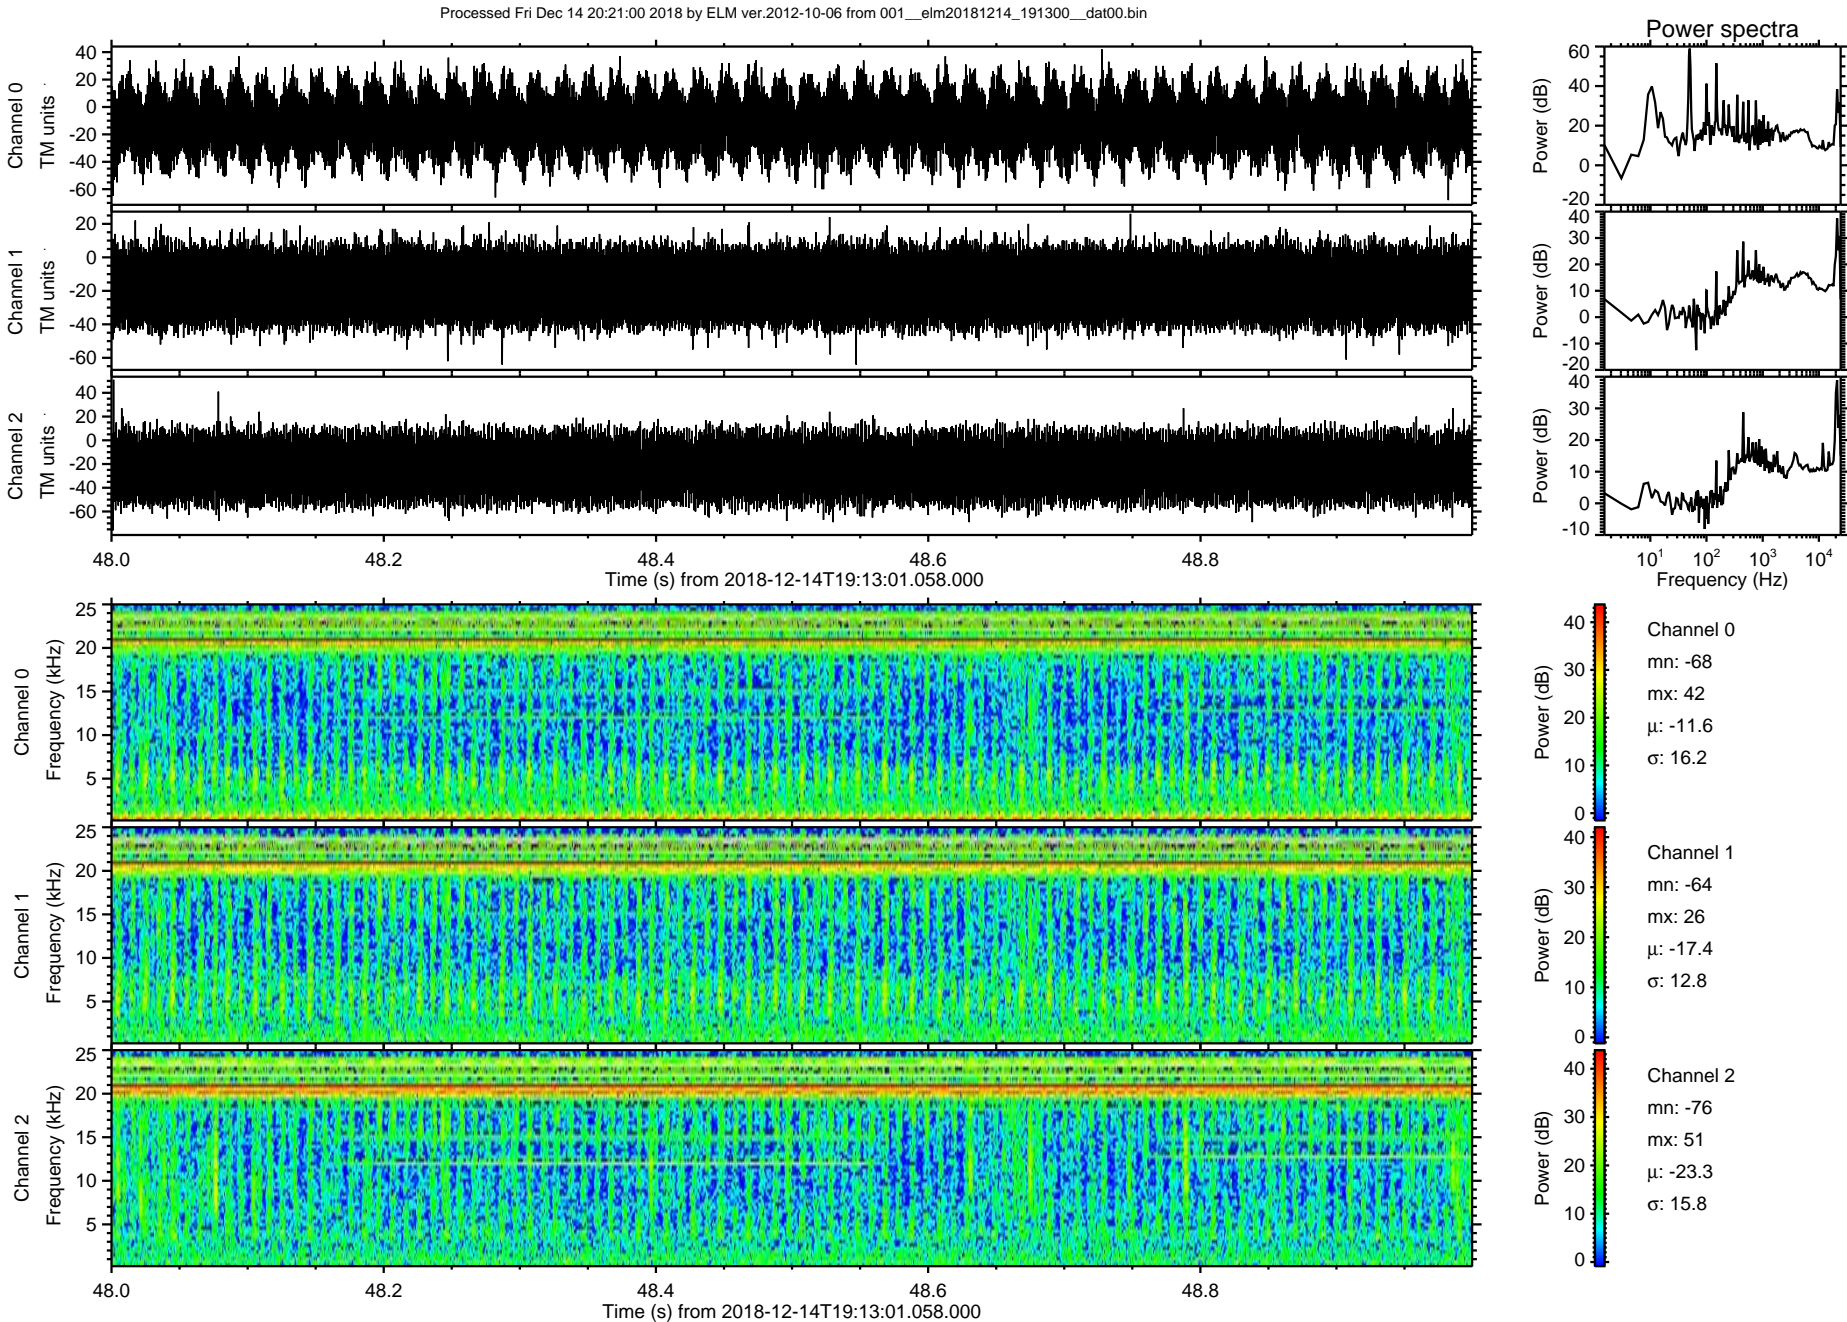 Processed Fri Dec 14 20:21:00 2018 by ELM ver.2012-10-06 from 001__elm20181214_191300__dat00.bin
Power spectra
Channel 0
TM units
40
20
0
-20
-40
-60
Power (dB)
60
40
20
0
-20
Channel 1
TM units
20
0
-20
-40
-60
Power (dB)
40
30
20
10
0
-10
-20
Channel 2
TM units
40
20
0
-20
-40
-60
Power (dB)
40
30
20
10
0
-10
48.0 48.2 48.4 48.6 48.8
Time (s) from 2018-12-14T19:13:01.058.000
10¹ 10² 10³ 10⁴
Frequency (Hz)
Channel 0
Frequency (kHz)
25
20
15
10
5
Power (dB)
40
30
20
10
0
Channel 0
mn: -68
mx: 42
μ: -11.6
σ: 16.2
Channel 1
Frequency (kHz)
25
20
15
10
5
Power (dB)
40
30
20
10
0
Channel 1
mn: -64
mx: 26
μ: -17.4
σ: 12.8
Channel 2
Frequency (kHz)
25
20
15
10
5
Power (dB)
40
30
20
10
0
Channel 2
mn: -76
mx: 51
μ: -23.3
σ: 15.8
48.0 48.2 48.4 48.6 48.8
Time (s) from 2018-12-14T19:13:01.058.000